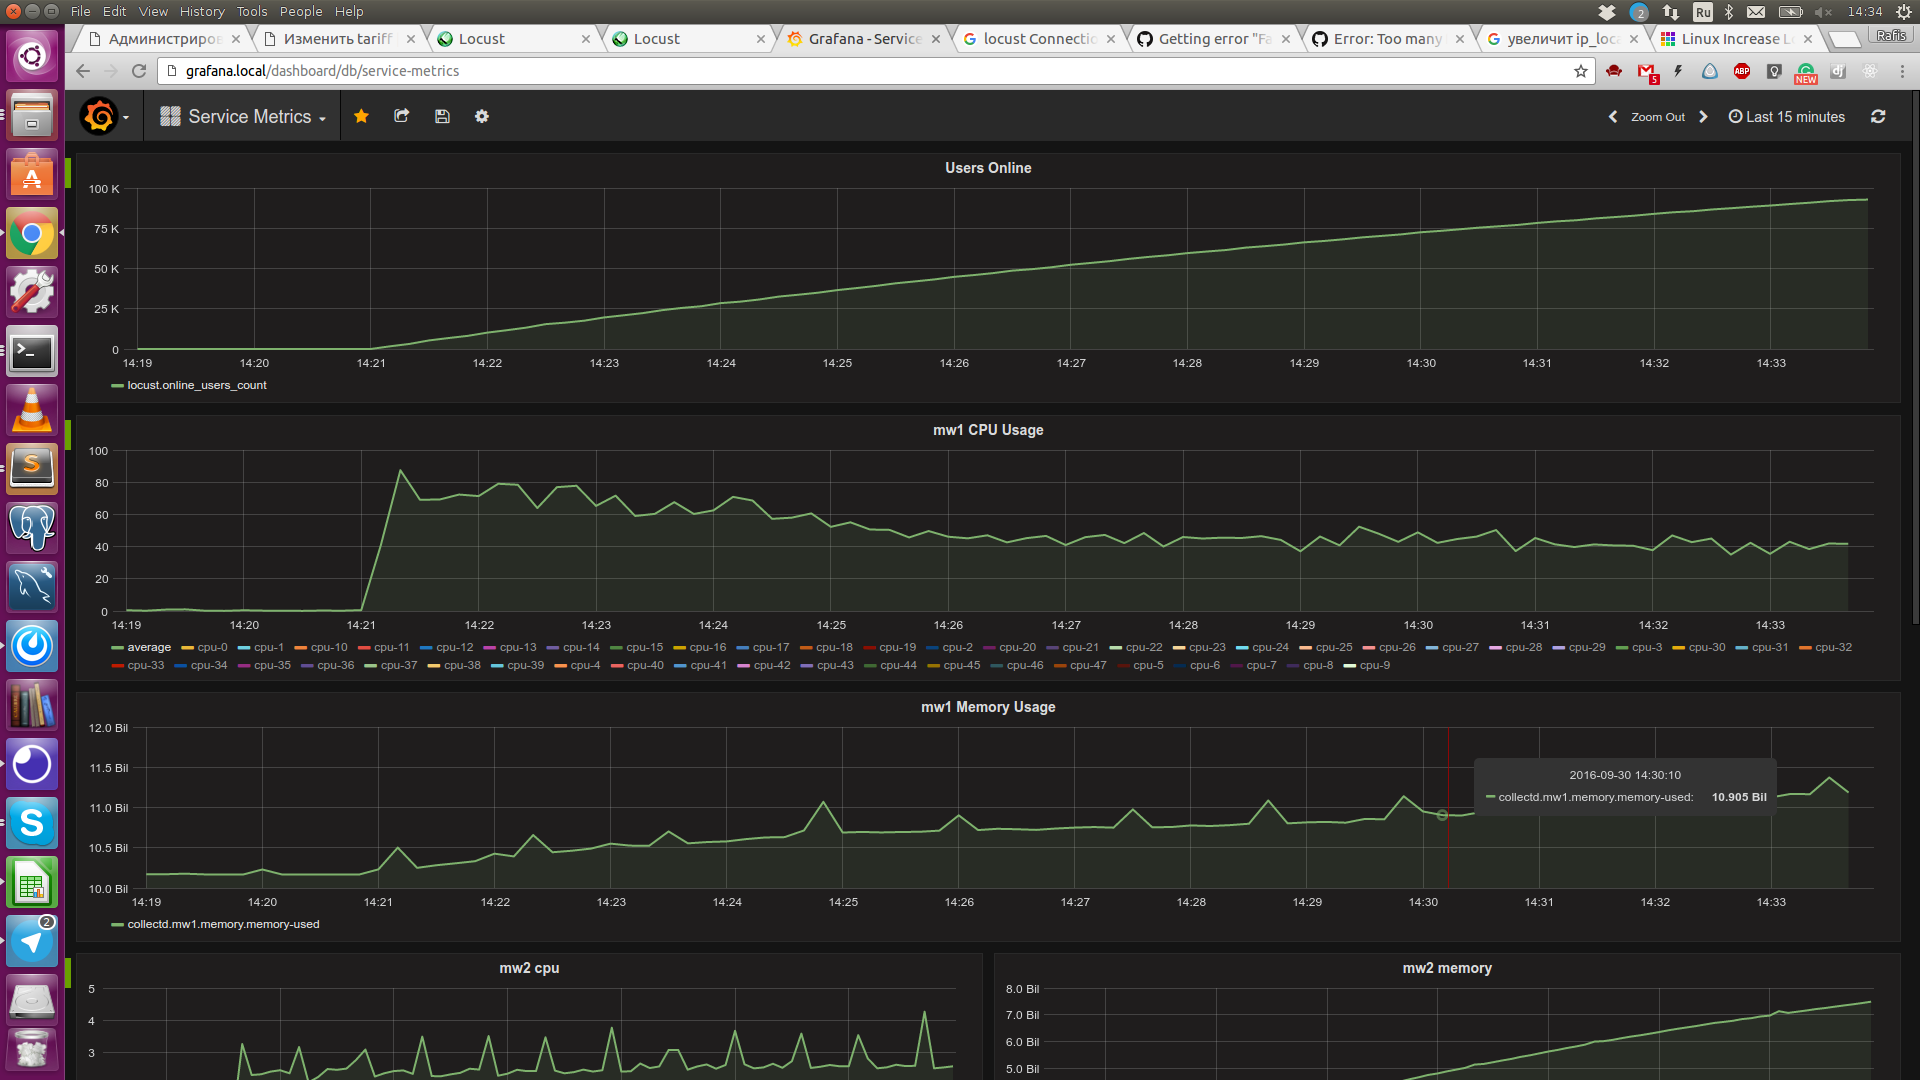 File Edit View History Tools People Help
2 Ru 14:34
Администриров Изменить tariff Locust Locust Grafana - Service locust Connectio Getting error "Fa Error: Too many увеличит ip_loca Linux Increase Lo Rafis
grafana.local/dashboard/db/service-metrics
5 ABP NEW dj
Service Metrics Zoom Out Last 15 minutes
Users Online
100 K
75 K
50 K
25 K
0
14:19 14:20 14:21 14:22 14:23 14:24 14:25 14:26 14:27 14:28 14:29 14:30 14:31 14:32 14:33
locust.online_users_count
mw1 CPU Usage
100
80
60
40
20
0
14:19 14:20 14:21 14:22 14:23 14:24 14:25 14:26 14:27 14:28 14:29 14:30 14:31 14:32 14:33
average cpu-0 cpu-1 cpu-10 cpu-11 cpu-12 cpu-13 cpu-14 cpu-15 cpu-16 cpu-17 cpu-18 cpu-19 cpu-2 cpu-20 cpu-21 cpu-22 cpu-23 cpu-24 cpu-25 cpu-26 cpu-27 cpu-28 cpu-29 cpu-3 cpu-30 cpu-31 cpu-32
cpu-33 cpu-34 cpu-35 cpu-36 cpu-37 cpu-38 cpu-39 cpu-4 cpu-40 cpu-41 cpu-42 cpu-43 cpu-44 cpu-45 cpu-46 cpu-47 cpu-5 cpu-6 cpu-7 cpu-8 cpu-9
mw1 Memory Usage
12.0 Bil
11.5 Bil
11.0 Bil
10.5 Bil
10.0 Bil
2016-09-30 14:30:10
collectd.mw1.memory.memory-used: 10.905 Bil
14:19 14:20 14:21 14:22 14:23 14:24 14:25 14:26 14:27 14:28 14:29 14:30 14:31 14:32 14:33
collectd.mw1.memory.memory-used
2
mw2 cpu
5
4
3
mw2 memory
8.0 Bil
7.0 Bil
6.0 Bil
5.0 Bil